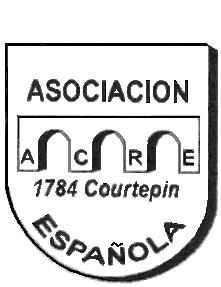 ASOCIACION
A C R E
1784 Courtepin
ESPAÑOLA